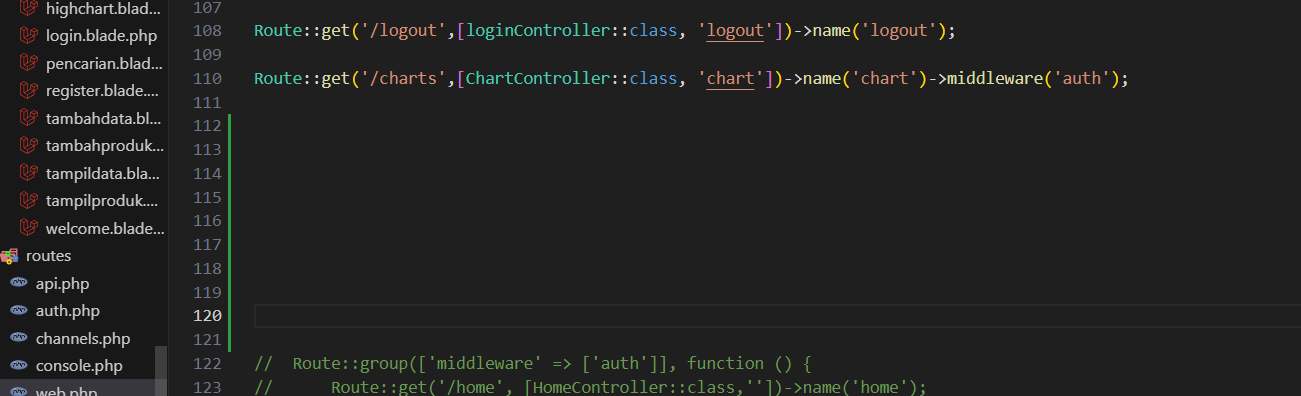 highchart.blad...
login.blade.php
pencarian.blad...
register.blade....
tambahdata.bl...
tambahproduk...
tampildata.bla...
tampilproduk....
welcome.blade...
routes
api.php
auth.php
channels.php
console.php
web.php
107
108 Route::get('/logout',[loginController::class, 'logout'])->name('logout');
109
110 Route::get('/charts',[ChartController::class, 'chart'])->name('chart')->middleware('auth');
111
112
113
114
115
116
117
118
119
120
121
122 //  Route::group(['middleware' => ['auth']], function () {
123 //      Route::get('/home', [HomeController::class,''])->name('home');